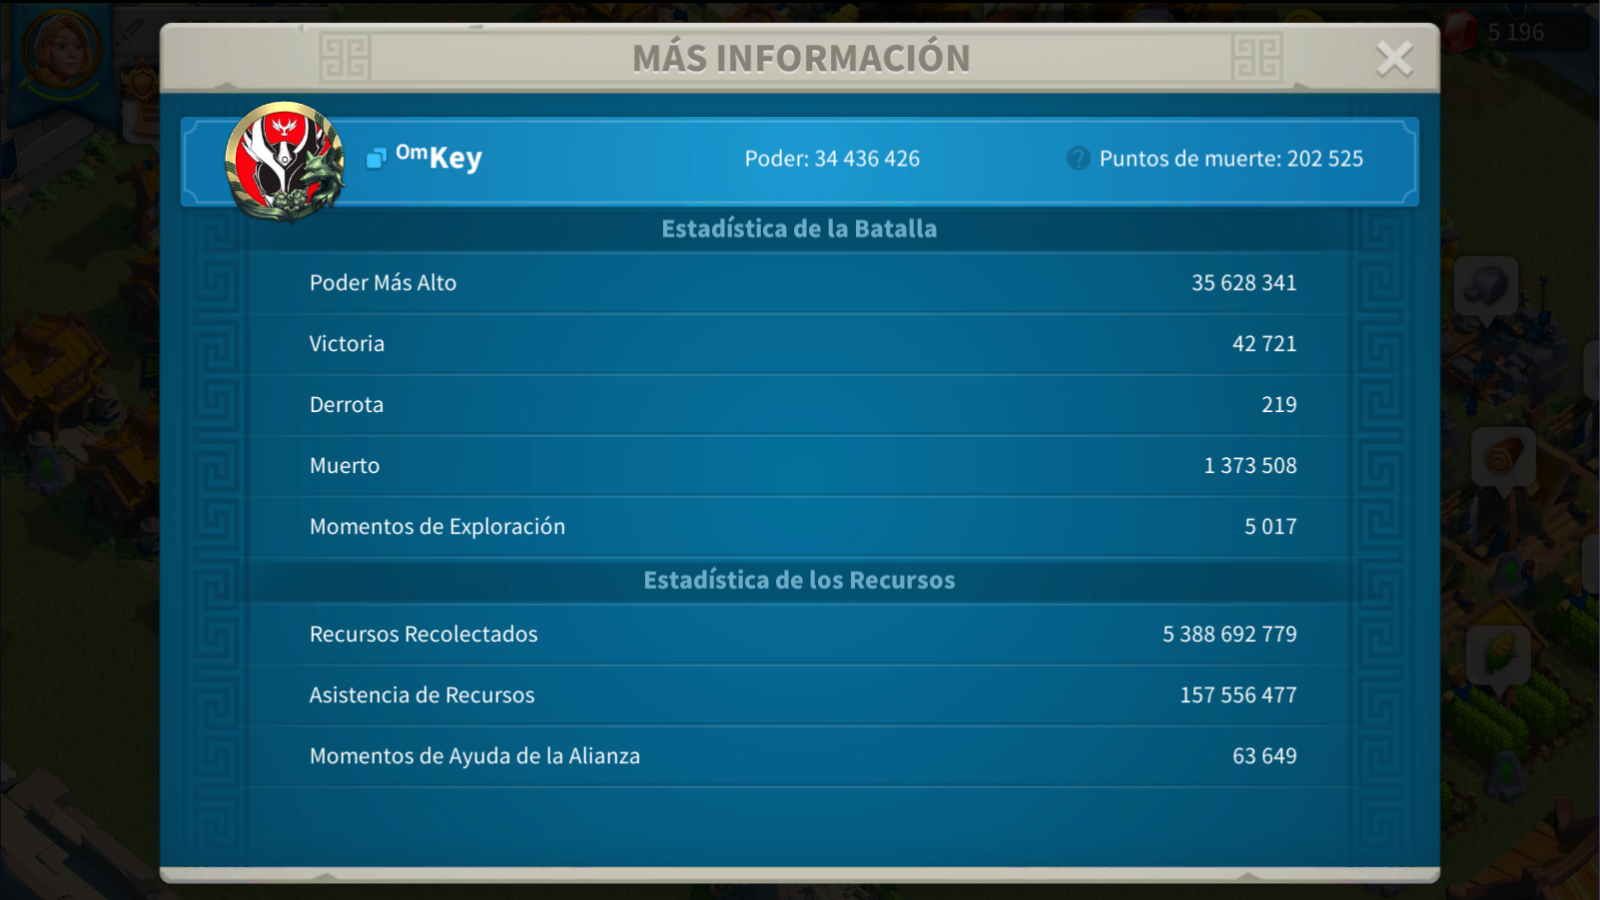 5 196
MÁS INFORMACIÓN
OmKey
Poder: 34 436 426
? Puntos de muerte: 202 525
Estadística de la Batalla
Poder Más Alto 35 628 341
Victoria 42 721
Derrota 219
Muerto 1 373 508
Momentos de Exploración 5 017
Estadística de los Recursos
Recursos Recolectados 5 388 692 779
Asistencia de Recursos 157 556 477
Momentos de Ayuda de la Alianza 63 649